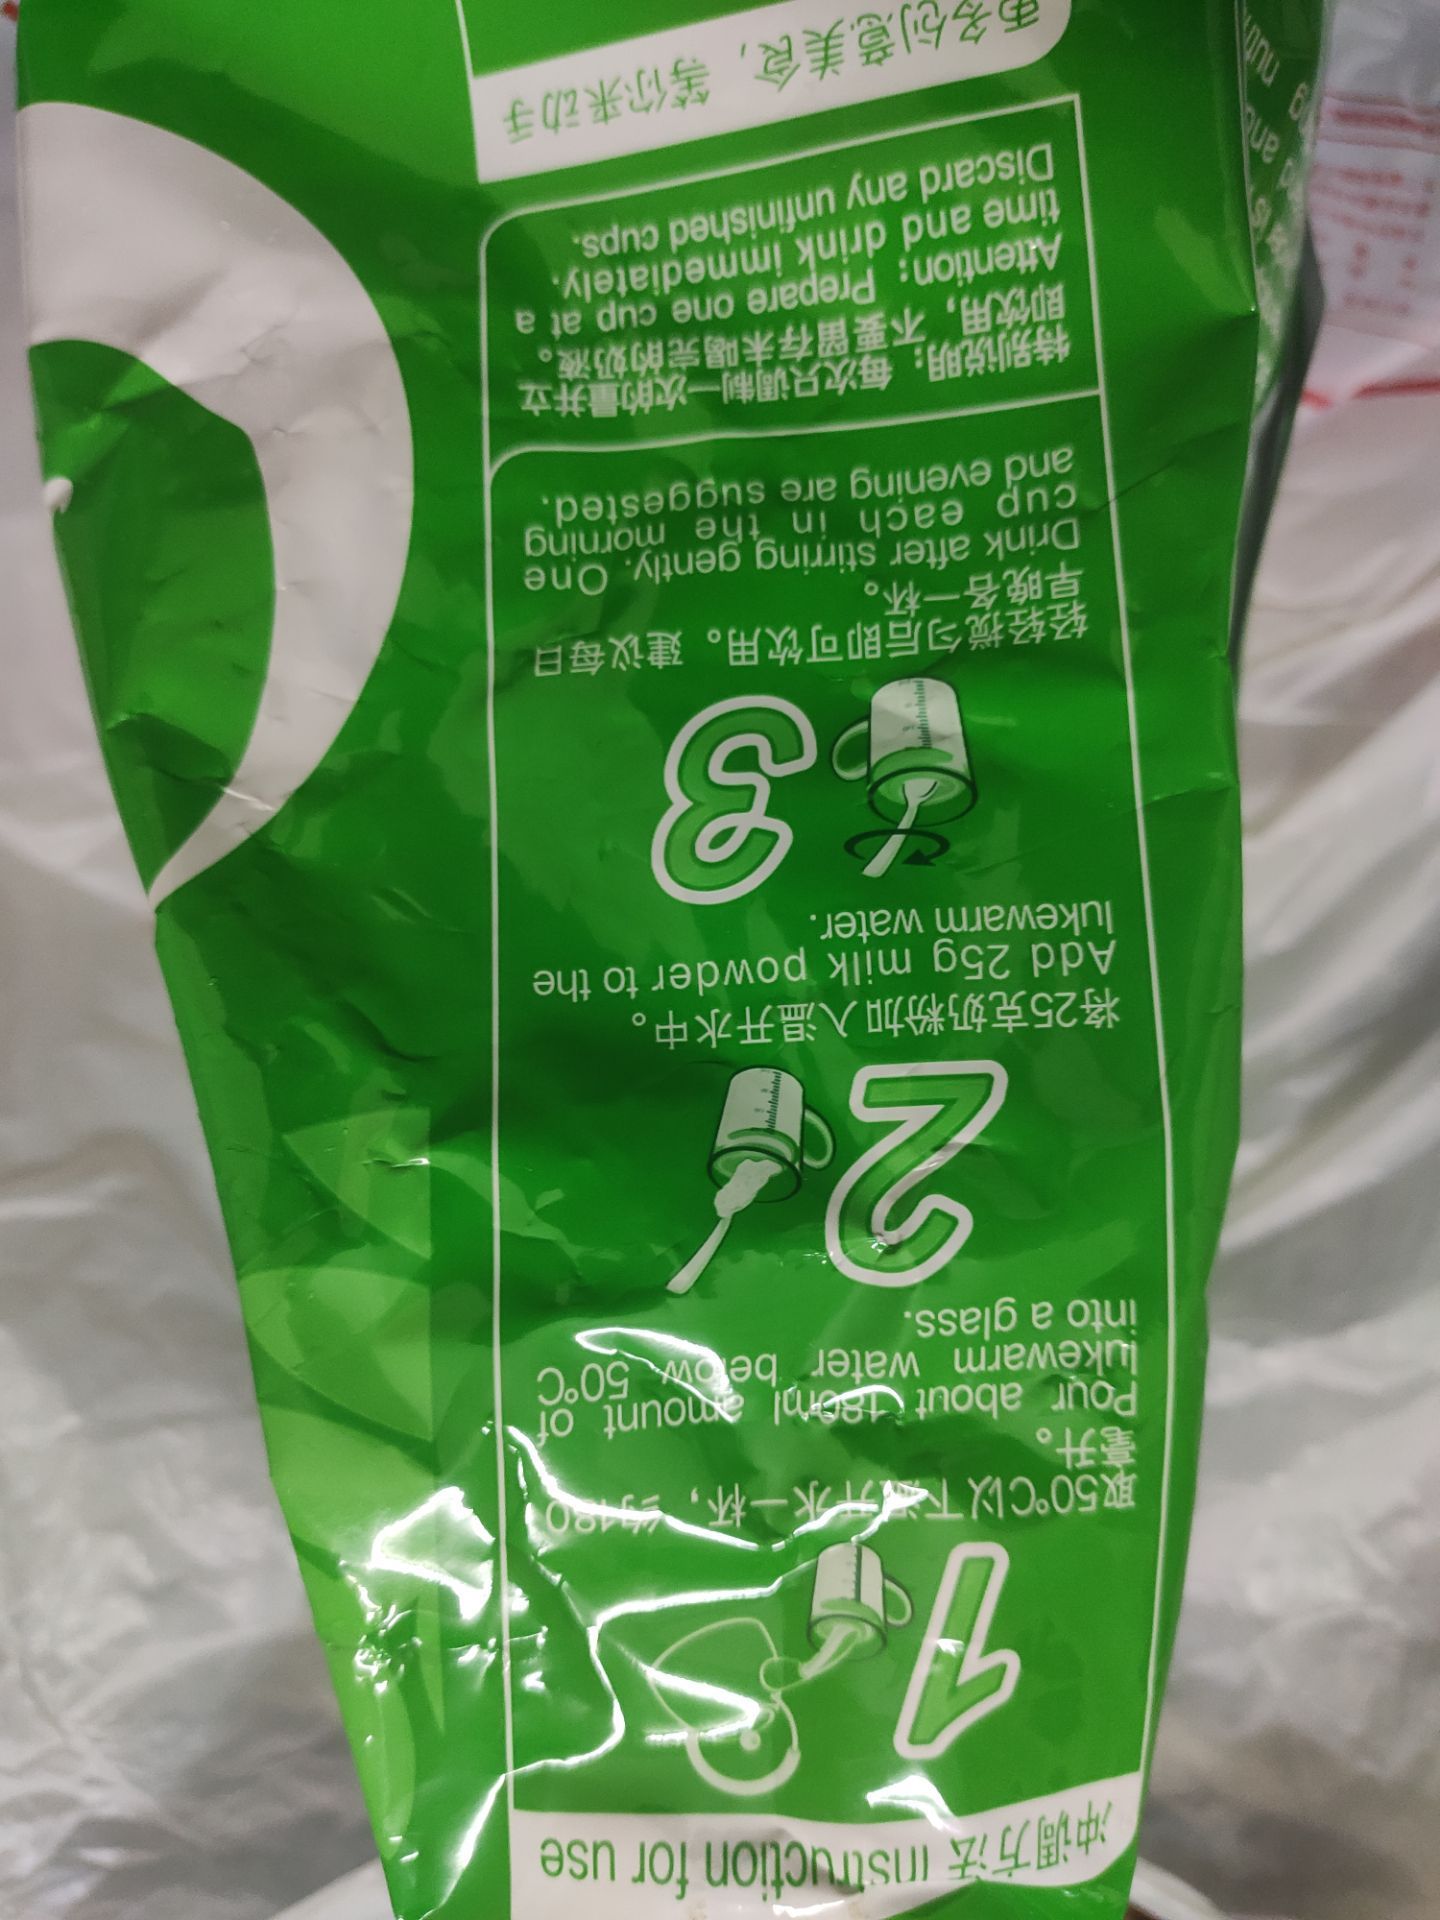 冲调方法 Instruction for use
1
取50°C以下温开水一杯，约180
毫升。
Pour about 180ml amount of
lukewarm water below 50°C
into a glass.
2
将25克奶粉加入温开水中。
Add 25g milk powder to the
lukewarm water.
3
轻轻搅匀后即可饮用。建议每日
早晚各一杯。
Drink after stirring gently. One
cup each in the morning
and evening are suggested.
特别说明：每次只调制一次的量并立
即饮用，不要留存未喝完的奶液。
Attention: Prepare one cup at a
time and drink immediately.
Discard any unfinished cups.
更多创意美食，等你来动手